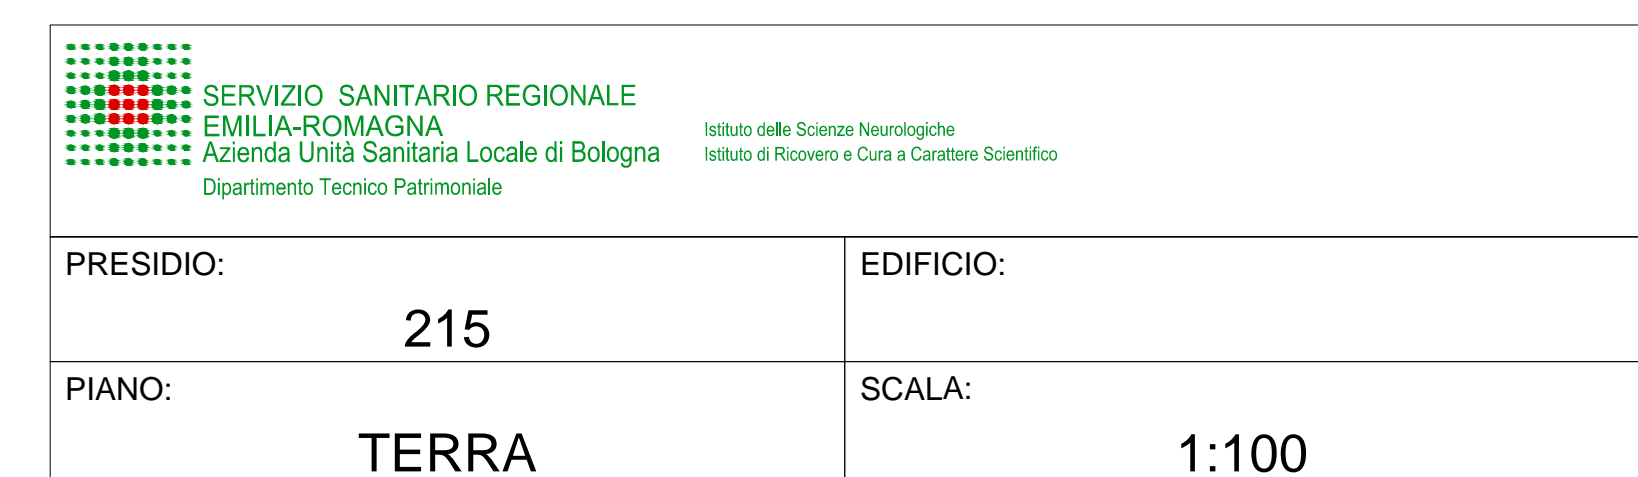 SERVIZIO SANITARIO REGIONALE
EMILIA-ROMAGNA
Azienda Unità Sanitaria Locale di Bologna
Dipartimento Tecnico Patrimoniale
Istituto delle Scienze Neurologiche
Istituto di Ricovero e Cura a Carattere Scientifico
PRESIDIO:
215
EDIFICIO:
PIANO:
TERRA
SCALA:
1:100